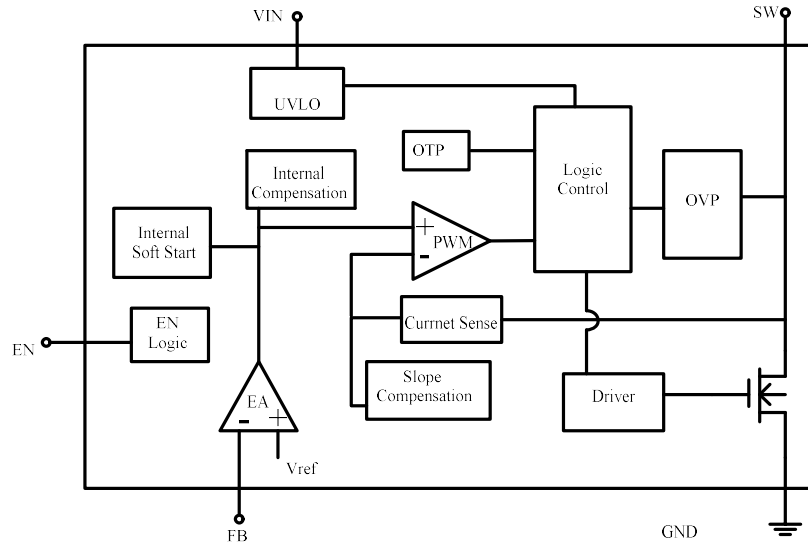 VIN
SW
UVLO
OTP
Logic
Control
OVP
Internal
Compensation
Internal
Soft Start
+
PWM
-
EN
Logic
EN
Currnet Sense
Slope
Compensation
Driver
EA
-
+
Vref
FB
GND